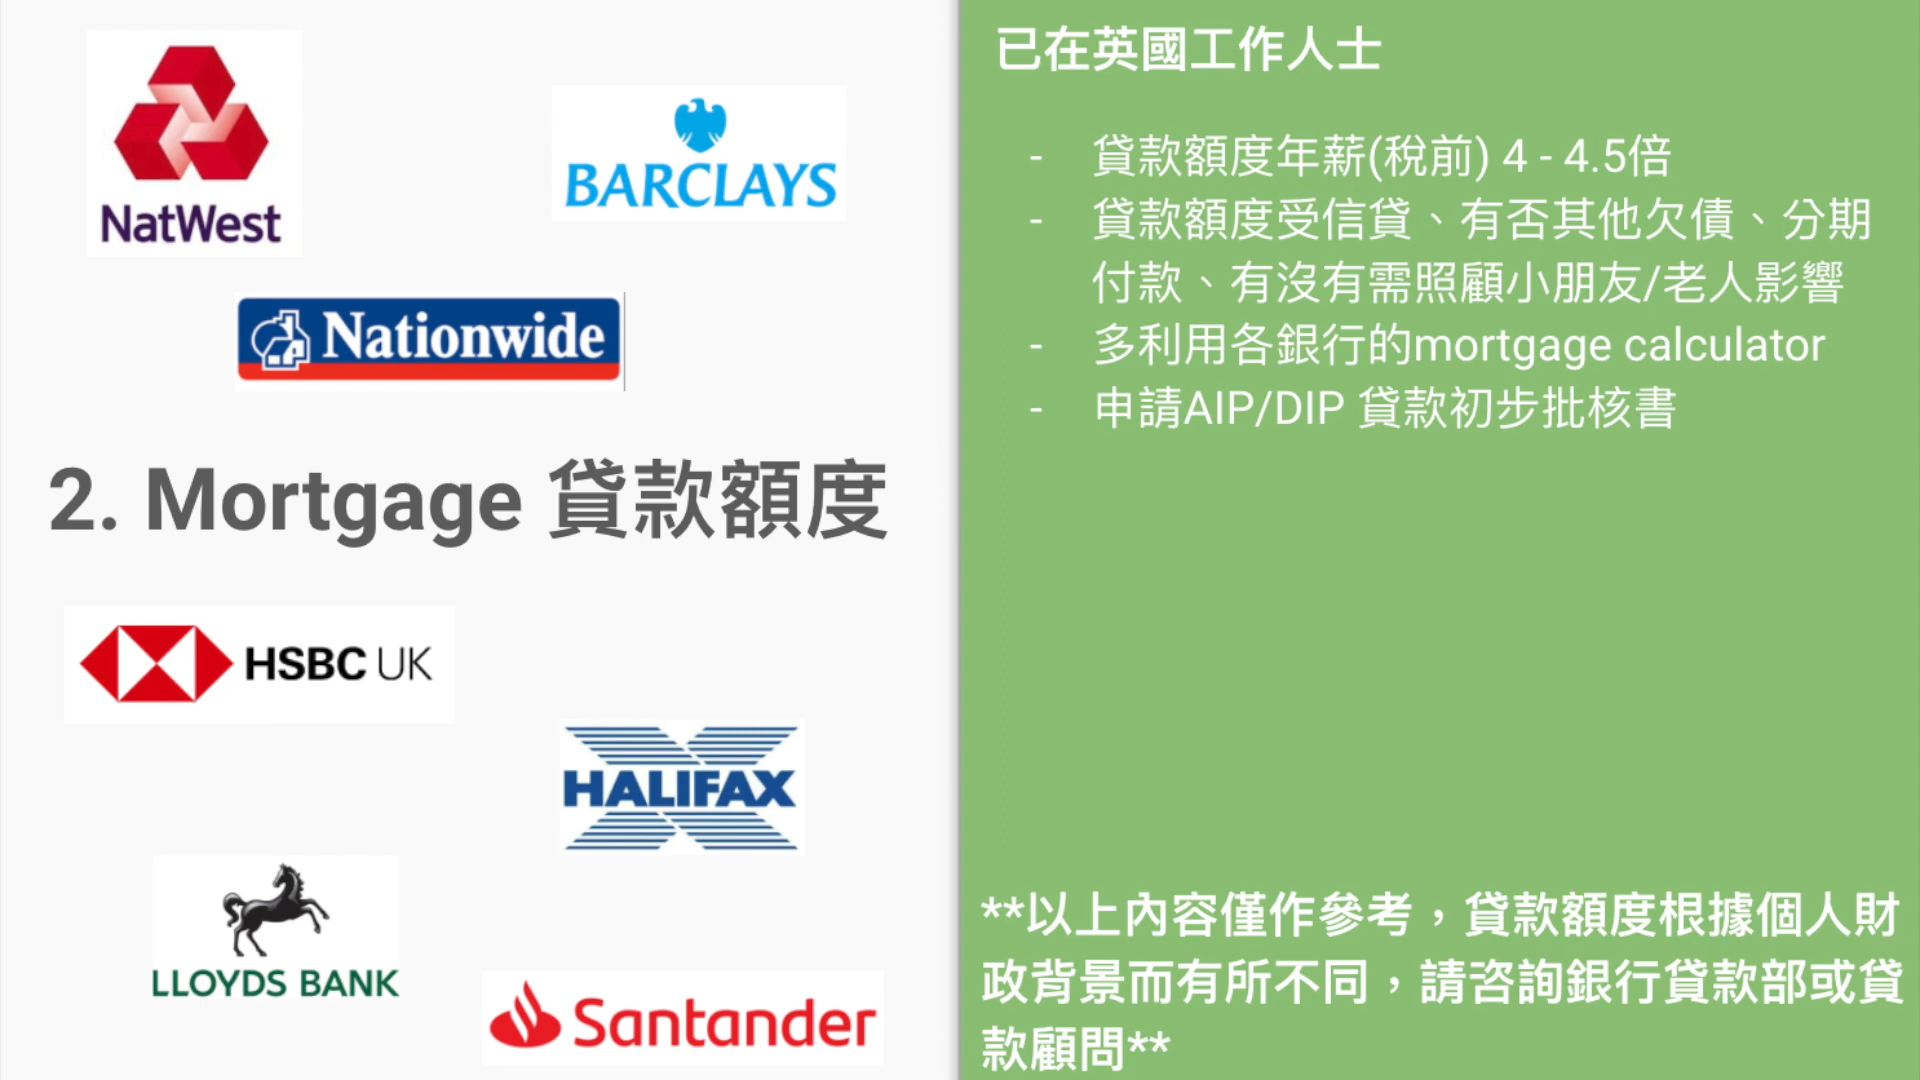 NatWest
BARCLAYS
Nationwide
2. Mortgage 貸款額度
HSBC UK
HALIFAX
LLOYDS BANK
Santander
已在英國工作人士
- 貸款額度年薪(稅前) 4 - 4.5倍
- 貸款額度受信貸、有否其他欠債、分期
付款、有沒有需照顧小朋友/老人影響
- 多利用各銀行的mortgage calculator
- 申請AIP/DIP 貸款初步批核書
**以上內容僅作參考，貸款額度根據個人財
政背景而有所不同，請咨詢銀行貸款部或貸
款顧問**